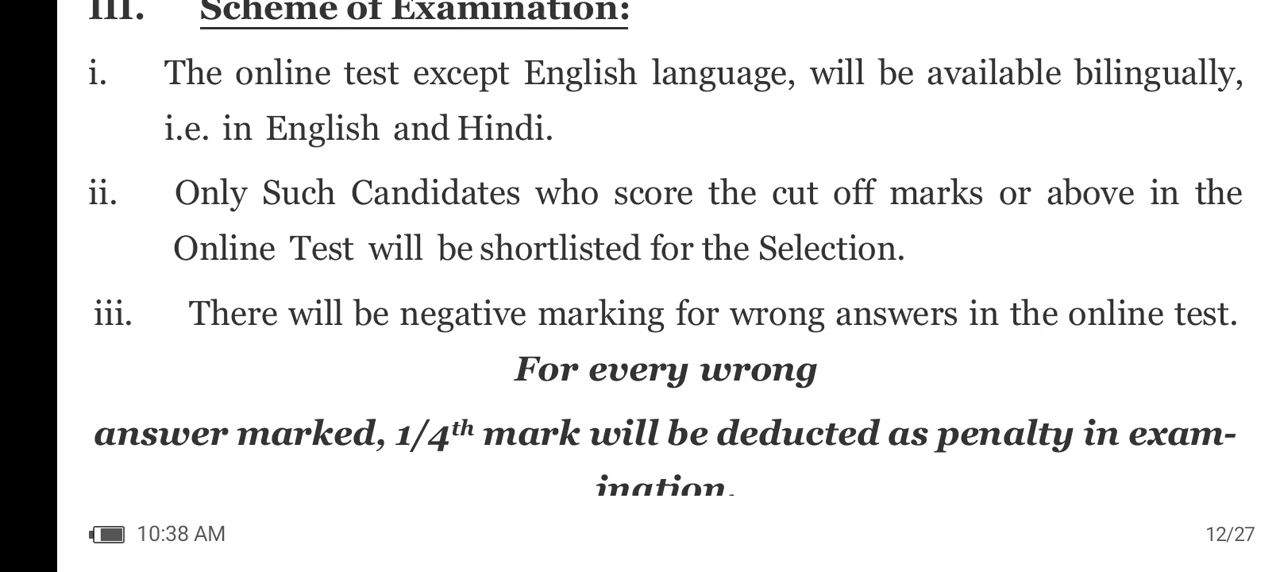 III. Scheme of Examination:
i. The online test except English language, will be available bilingually,
i.e. in English and Hindi.
ii. Only Such Candidates who score the cut off marks or above in the
Online Test will be shortlisted for the Selection.
iii. There will be negative marking for wrong answers in the online test.
For every wrong
answer marked, 1/4th mark will be deducted as penalty in exam-
ination.
10:38 AM 12/27